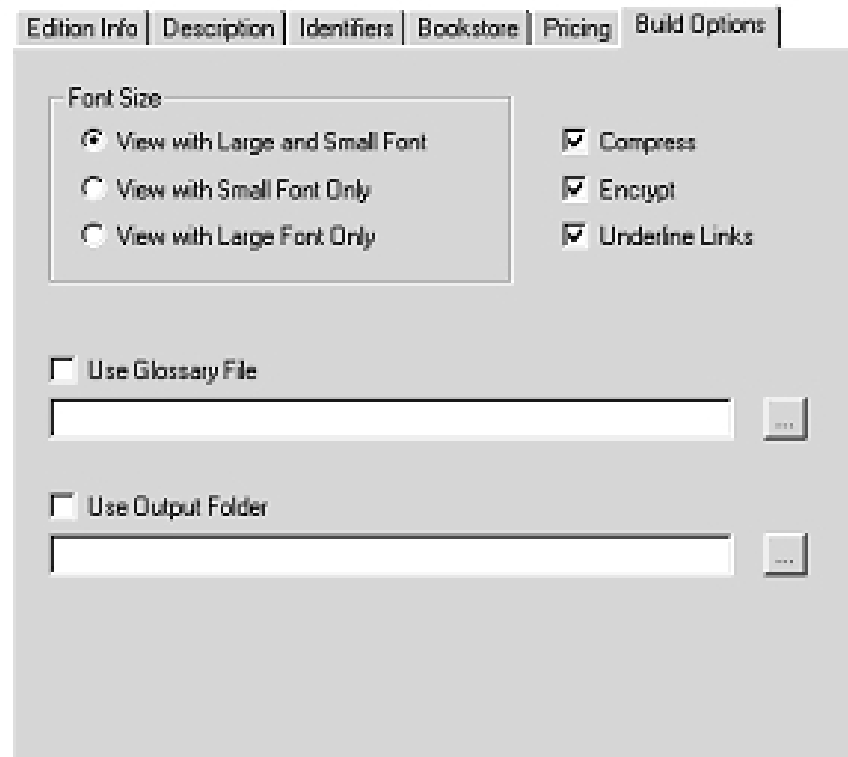 Edition Info Description Identifiers Bookstore Pricing Build Options
Font Size
View with Large and Small Font
View with Small Font Only
View with Large Font Only
Compress
Encrypt
Underline Links
Use Glossary File
...
Use Output Folder
...